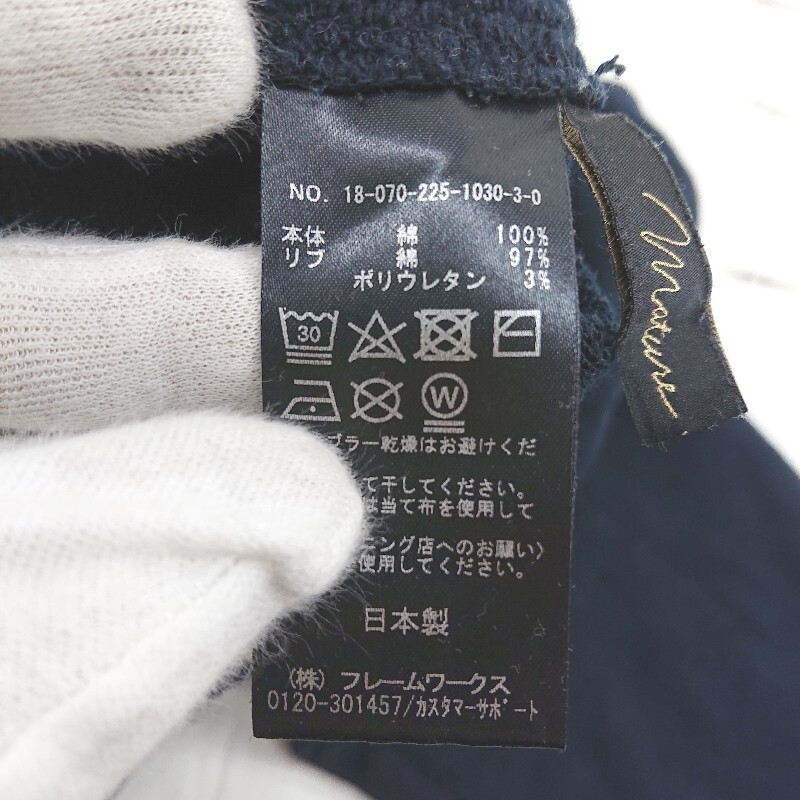 NO. 18-070-225-1030-3-0
本体 綿 100%
リブ 綿 97%
ポリウレタン 3%
30
W
ブラー乾燥はお避けくだ
て干してください。
は当て布を使用して
ニング店へのお願い〉
使用してください。
日本製
(株) フレームワークス
0120-301457/カスタマーサポート
Mature